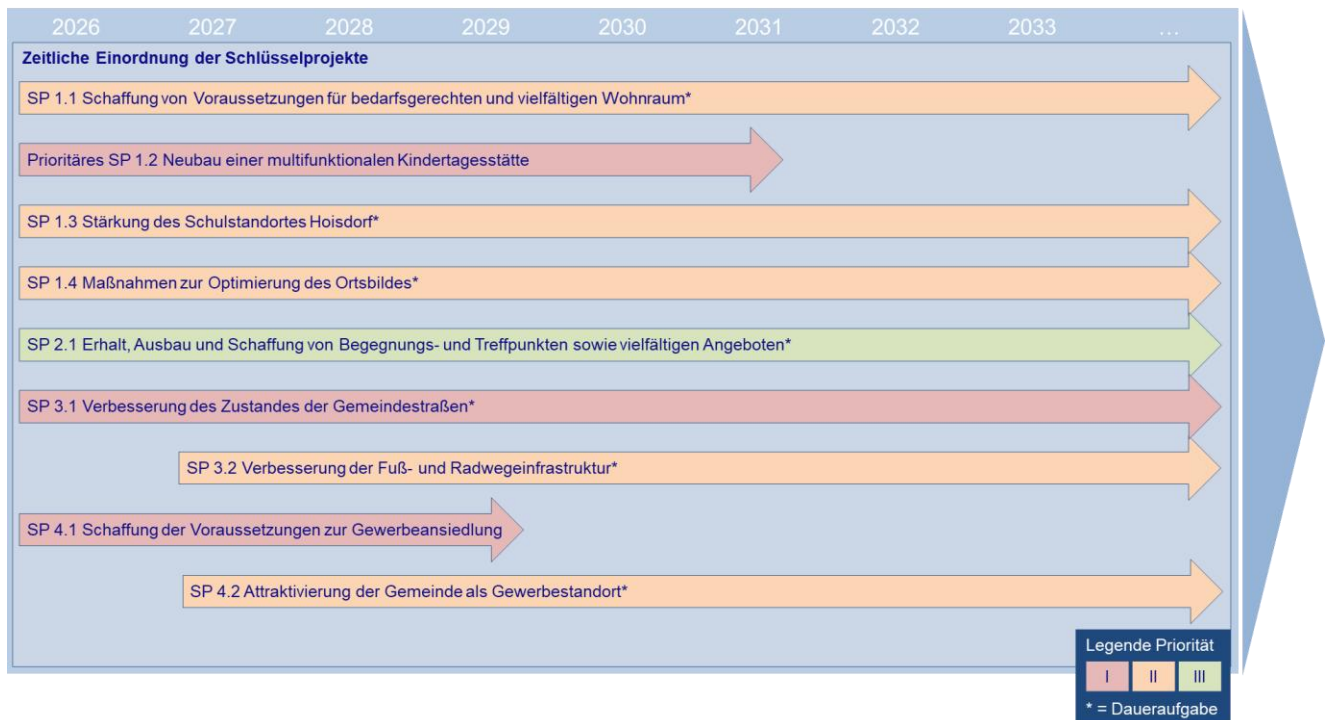 2026 2027 2028 2029 2030 2031 2032 2033 ...
Zeitliche Einordnung der Schlüsselprojekte
SP 1.1 Schaffung von Voraussetzungen für bedarfsgerechten und vielfältigen Wohnraum*
Prioritäres SP 1.2 Neubau einer multifunktionalen Kindertagesstätte
SP 1.3 Stärkung des Schulstandortes Hoisdorf*
SP 1.4 Maßnahmen zur Optimierung des Ortsbildes*
SP 2.1 Erhalt, Ausbau und Schaffung von Begegnungs- und Treffpunkten sowie vielfältigen Angeboten*
SP 3.1 Verbesserung des Zustandes der Gemeindestraßen*
SP 3.2 Verbesserung der Fuß- und Radwegeinfrastruktur*
SP 4.1 Schaffung der Voraussetzungen zur Gewerbeansiedlung
SP 4.2 Attraktivierung der Gemeinde als Gewerbestandort*
Legende Priorität
I II III
* = Daueraufgabe